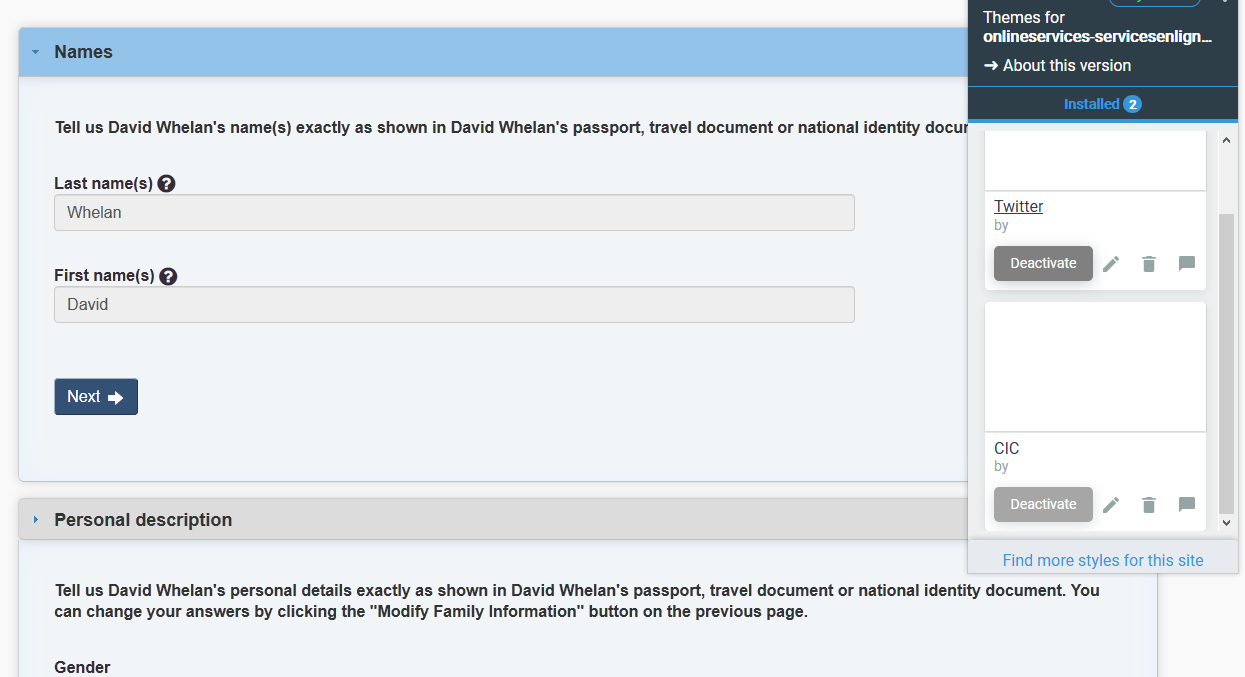 Names
Tell us David Whelan's name(s) exactly as shown in David Whelan's passport, travel document or national identity
Last name(s)
Whelan
First name(s)
David
Next
Personal description
Tell us David Whelan's personal details exactly as shown in David Whelan's passport, travel document or national identity document. You
can change your answers by clicking the "Modify Family Information" button on the previous page.
Gender
Themes for
onlineservices-servicesenlign...
→ About this version
Installed 2
Twitter
by
Deactivate
CIC
by
Deactivate
Find more styles for this site